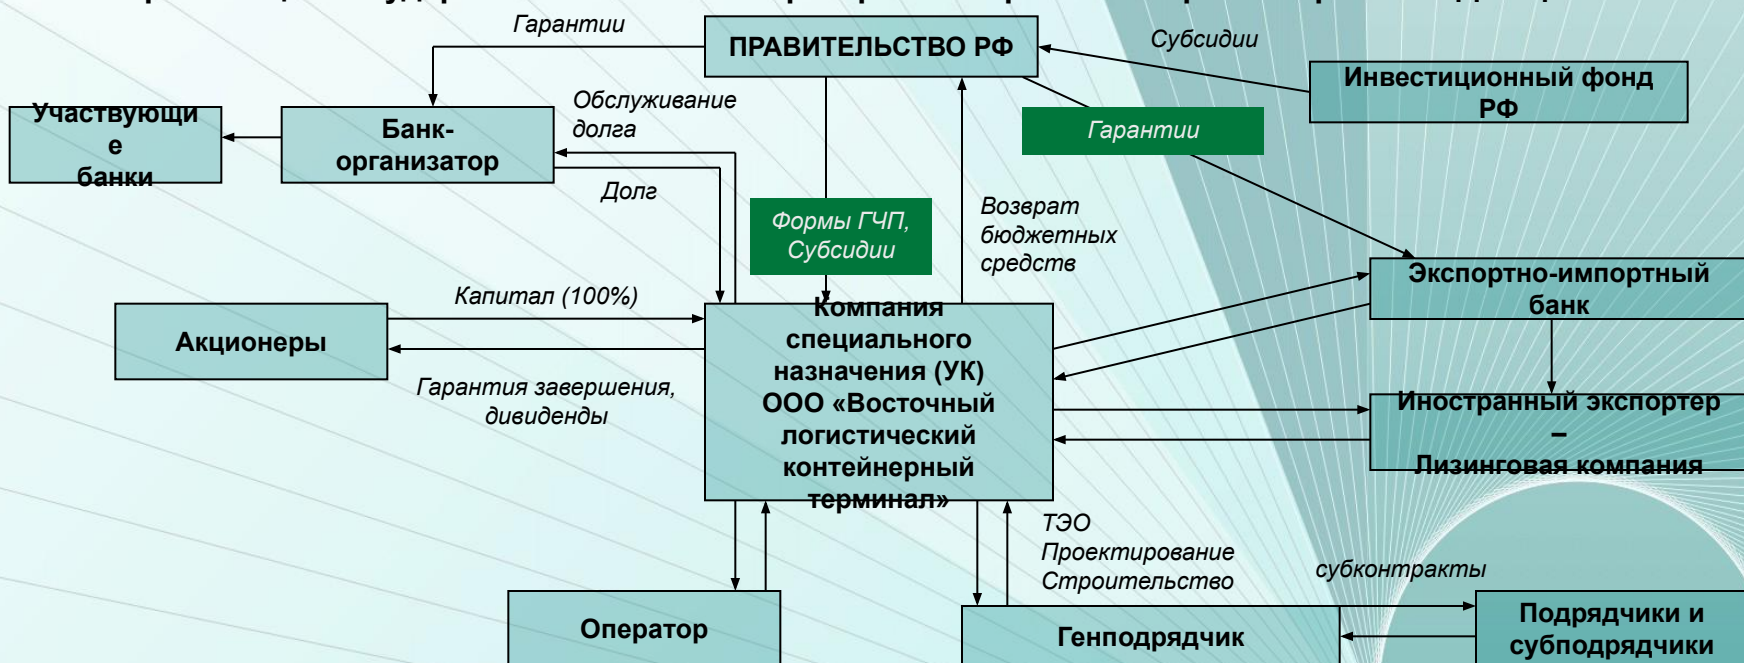 Гарантии
ПРАВИТЕЛЬСТВО РФ
Субсидии
Инвестиционный фонд
РФ
Участвующи
е
банки
Банк-
организатор
Обслуживание
долга
Гарантии
Долг
Формы ГЧП,
Субсидии
Возврат
бюджетных
средств
Экспортно-импортный
банк
Капитал (100%)
Акционеры
Компания
специального
назначения (УК)
ООО «Восточный
логистический
контейнерный
терминал»
Гарантия завершения,
дивиденды
Иностранный экспортер
–
Лизинговая компания
ТЭО
Проектирование
Строительство
субконтракты
Оператор
Генподрядчик
Подрядчики и
субподрядчики